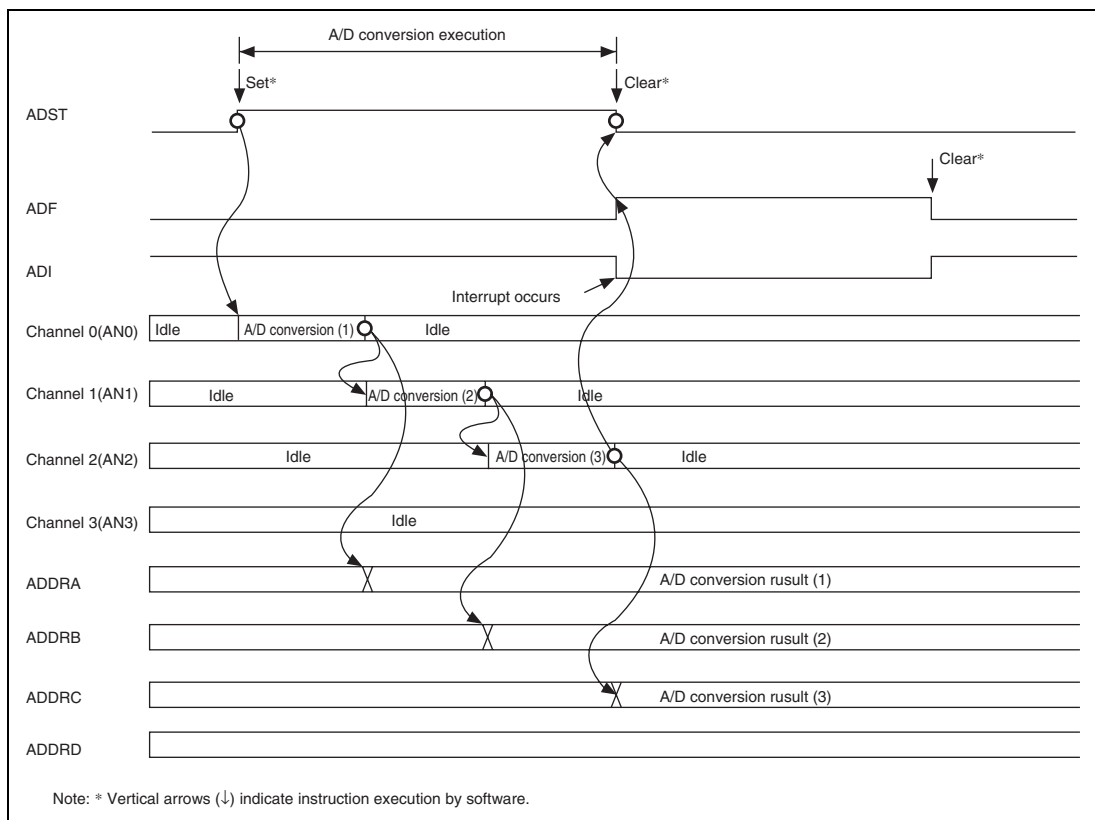 A/D conversion execution
Set*
Clear*
ADST
Clear*
ADF
ADI
Interrupt occurs
Channel 0(AN0)
Idle
A/D conversion (1)
Idle
Channel 1(AN1)
Idle
A/D conversion (2)
Idle
Channel 2(AN2)
Idle
A/D conversion (3)
Idle
Channel 3(AN3)
Idle
ADDRA
A/D conversion rusult (1)
ADDRB
A/D conversion rusult (2)
ADDRC
A/D conversion rusult (3)
ADDRD
Note: * Vertical arrows (↓) indicate instruction execution by software.